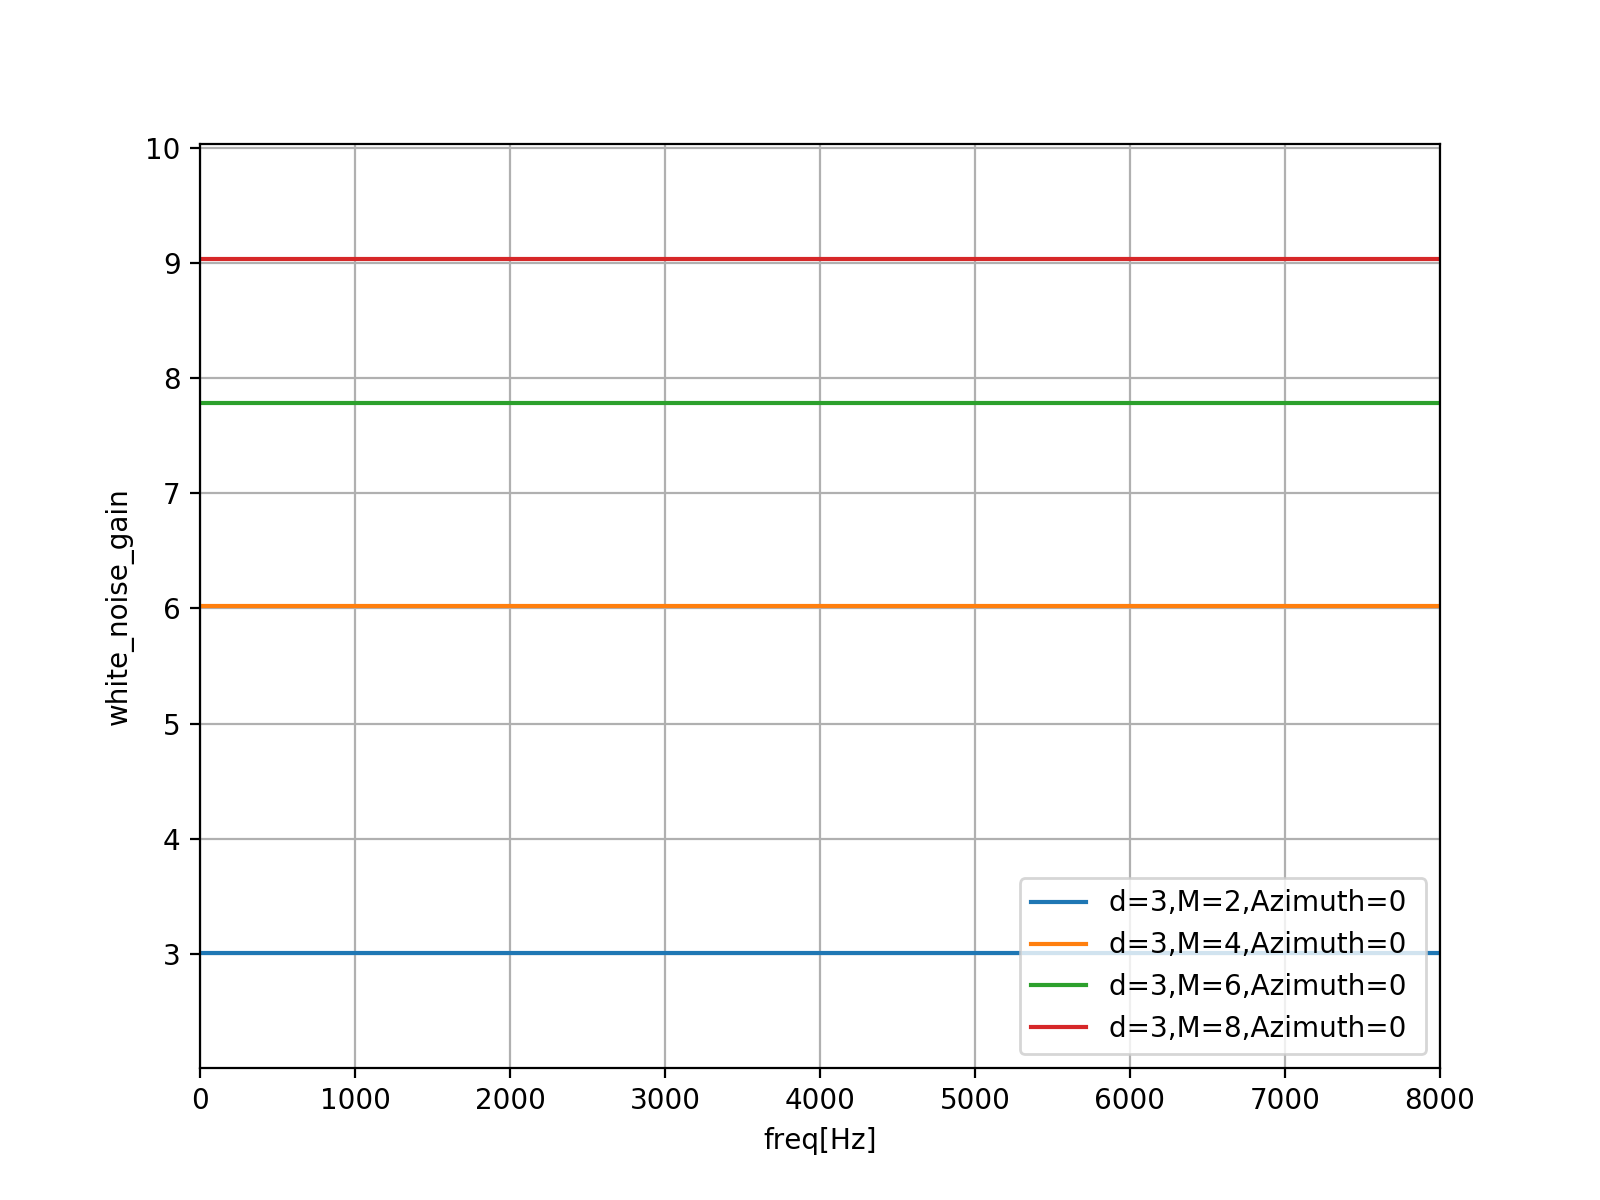 10
9
8
7
6
5
4
3
white_noise_gain
d=3,M=2,Azimuth=0
d=3,M=4,Azimuth=0
d=3,M=6,Azimuth=0
d=3,M=8,Azimuth=0
0 1000 2000 3000 4000 5000 6000 7000 8000
freq[Hz]